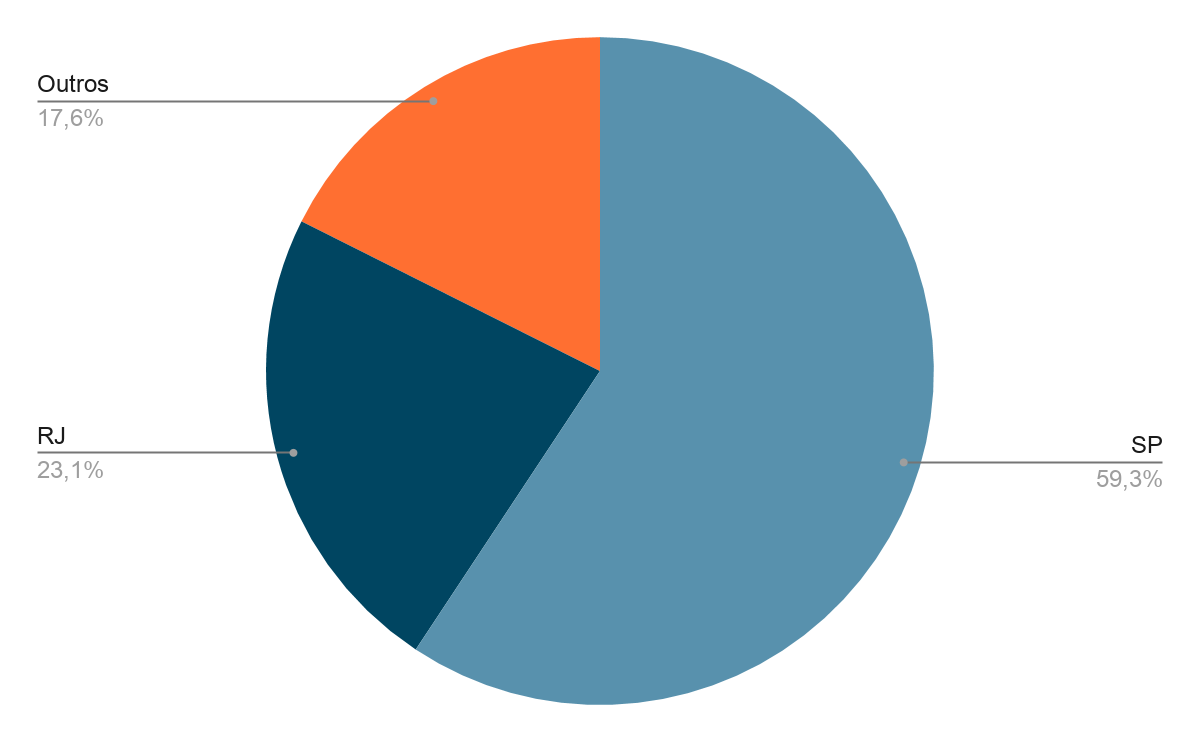 Outros
17,6%
RJ
23,1%
SP
59,3%